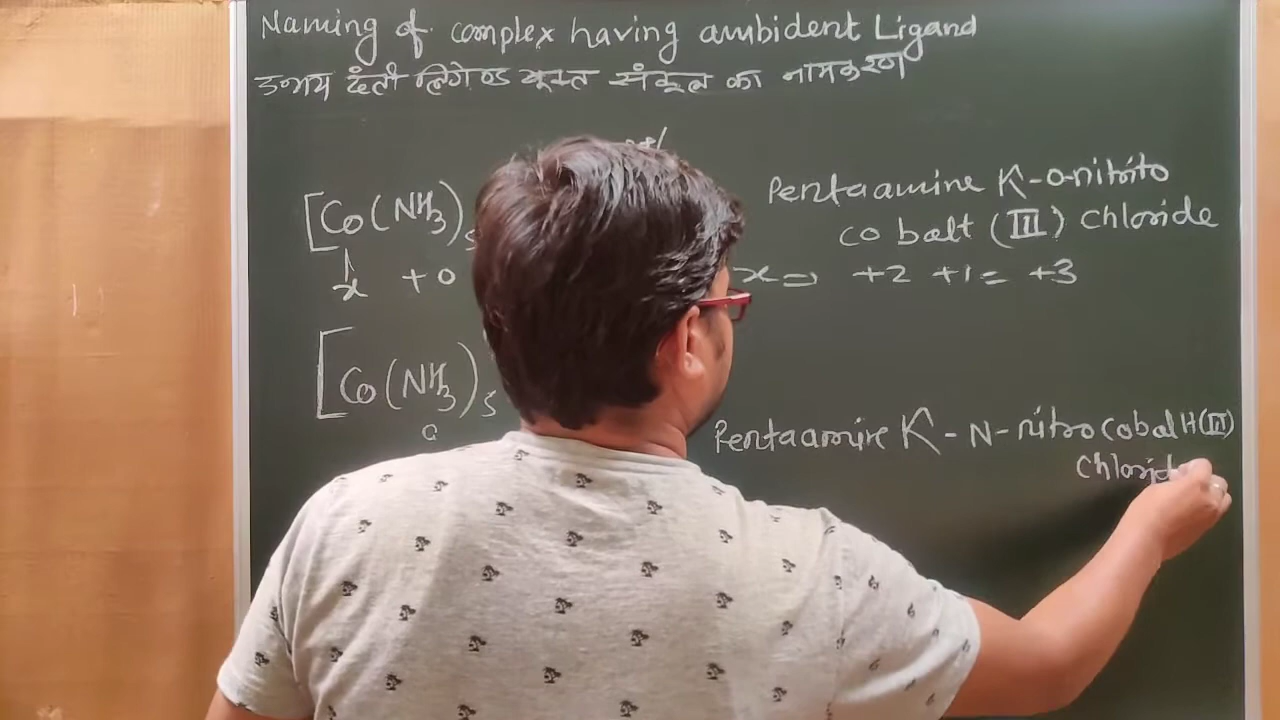 Naming of complex having ambident Ligand
उभय दंती लिगेण्ड युक्त संकुल का नामकरण
[Co(NH3)5
x +0
Pentaamine K-o-nitrito
cobalt (III) chloride
x => +2 +1 = +3
[Co(NH3)5
Pentaamine K-N-nitro cobalt (III)
chloride